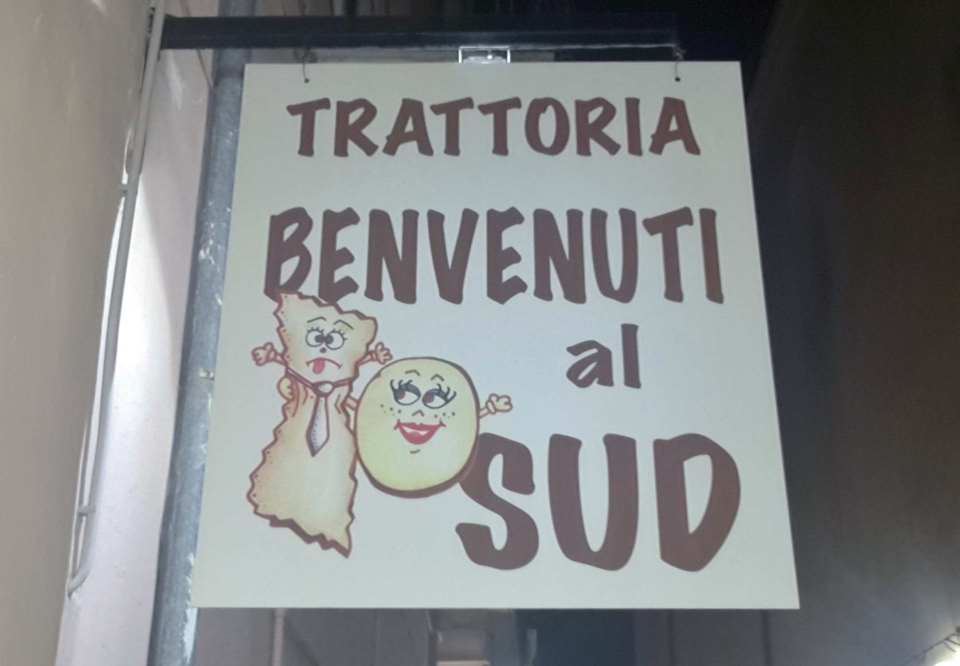 TRATTORIA
BENVENUTI
al
SUD